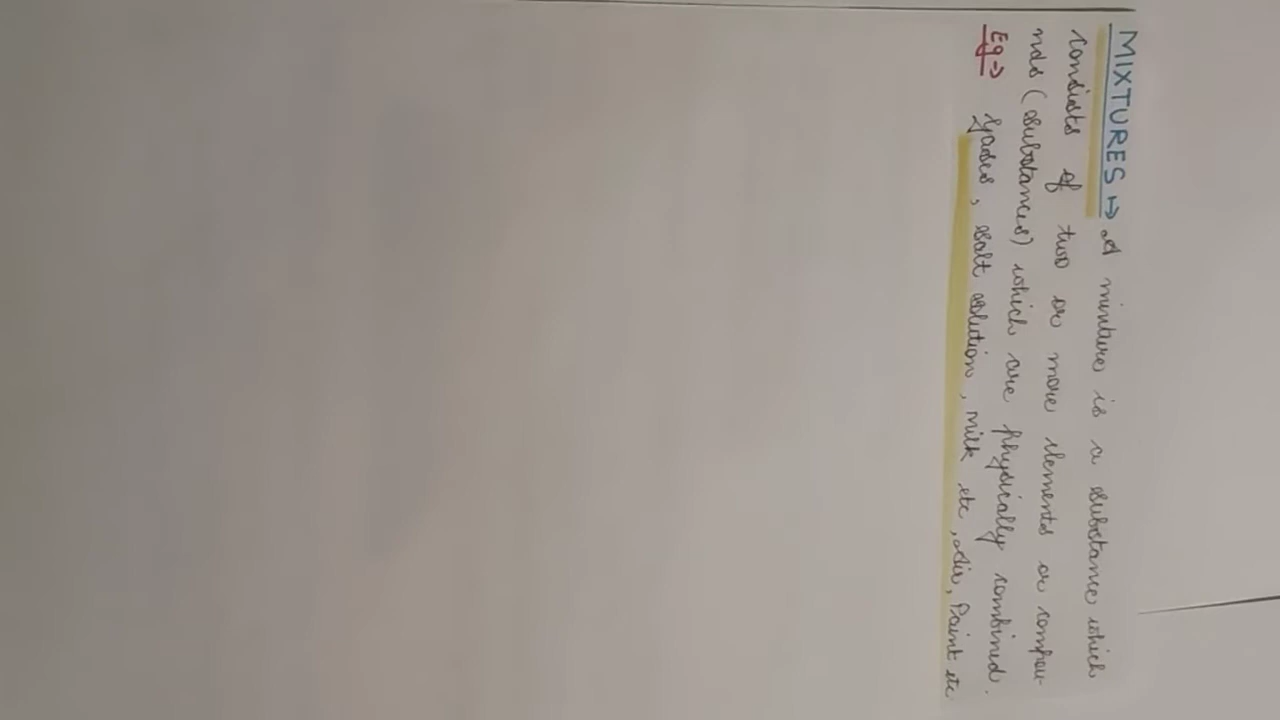 MIXTURES → A mixture is a substance which
consists of two or more elements or compou-
nds (substances) which are physically combined.
Eg → gases, salt solution, milk etc, Air, Paint etc